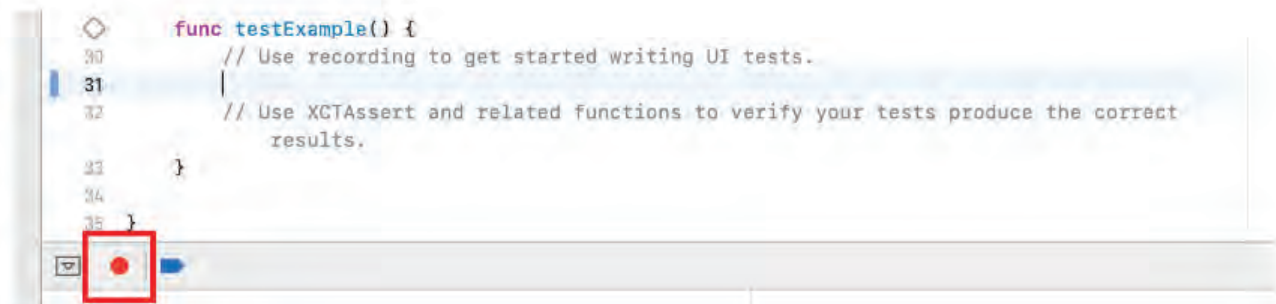 func testExample() {
30 // Use recording to get started writing UI tests.
31
32 // Use XCTAssert and related functions to verify your tests produce the correct
results.
33 }
34
35 }